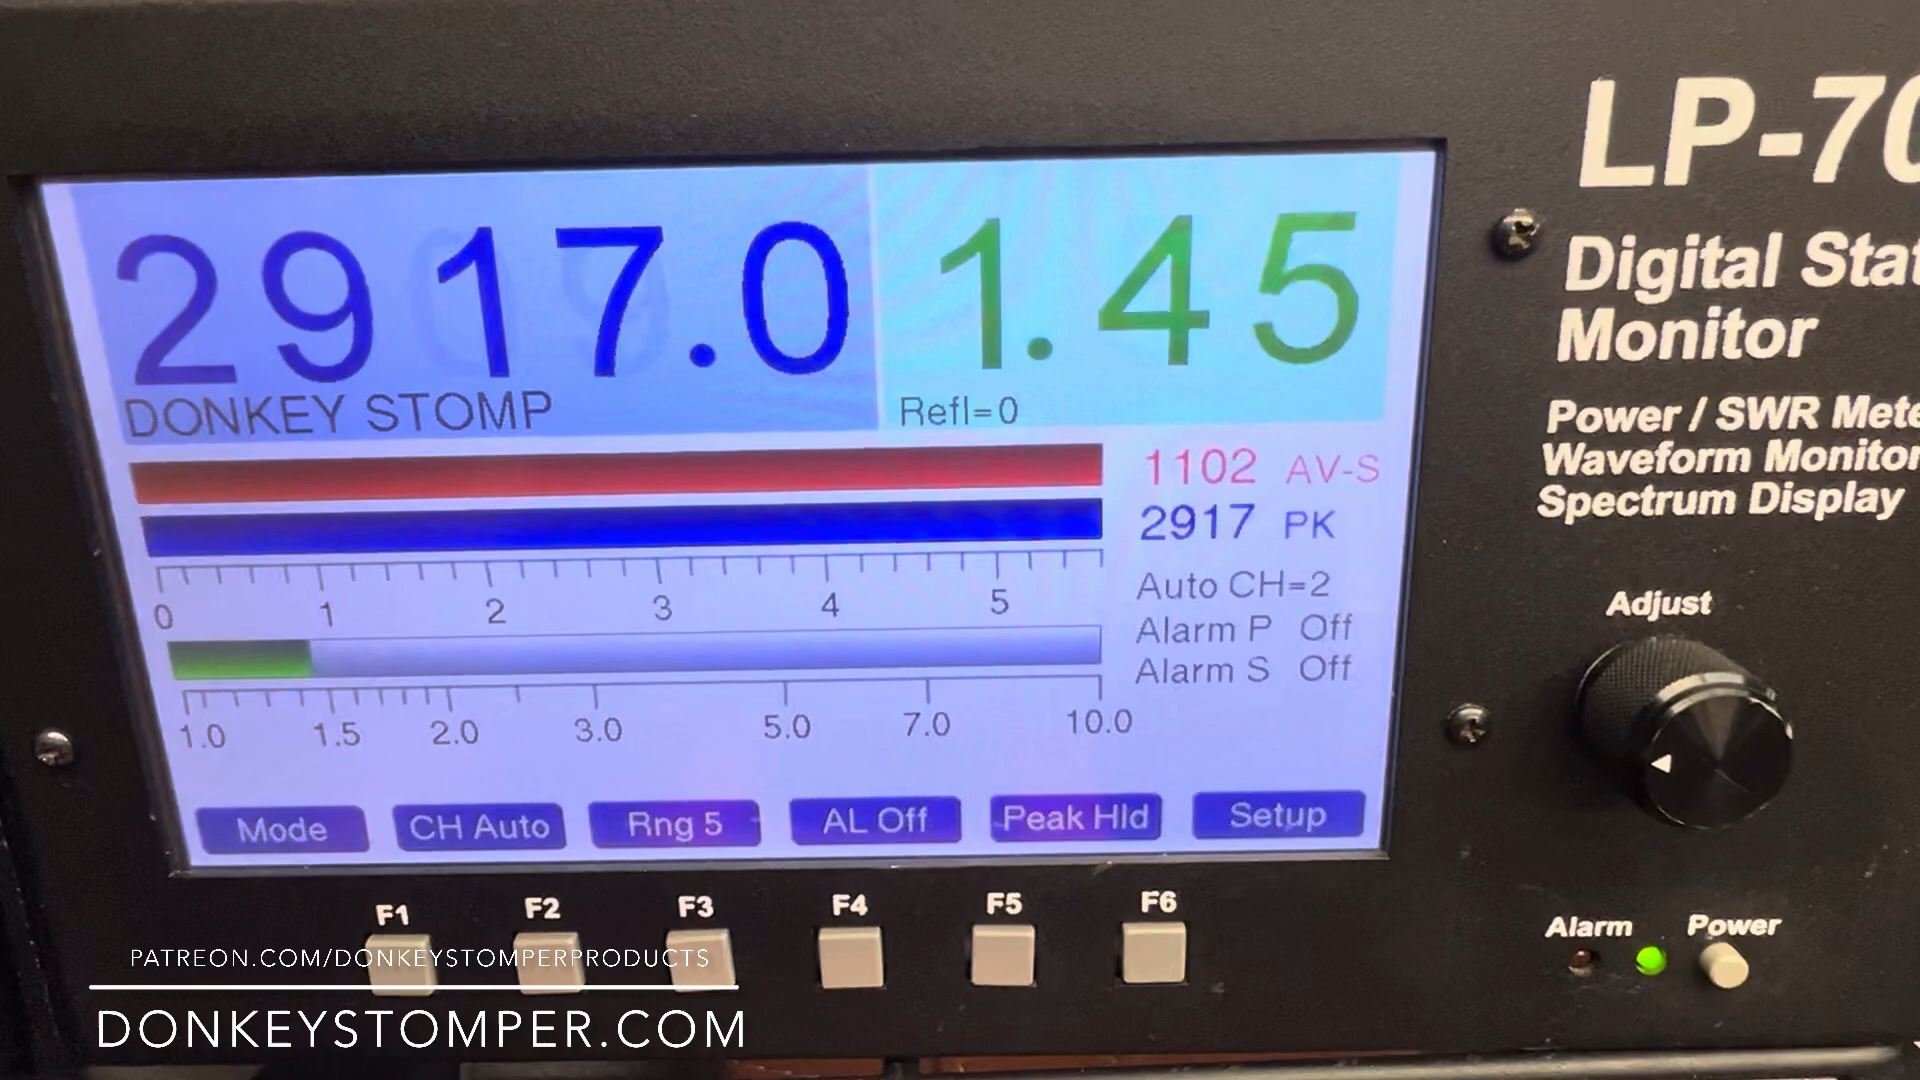 LP-70
Digital Sta
Monitor
Power / SWR Mete
Waveform Monitor
Spectrum Display
2917.0
1.45
DONKEY STOMP
Refl=0
1102 AV-S
2917 PK
0 1 2 3 4 5
Auto CH=2
Alarm P Off
Alarm S Off
1.0 1.5 2.0 3.0 5.0 7.0 10.0
Mode CH Auto Rng 5 AL Off Peak Hld Setup
F1 F2 F3 F4 F5 F6
Adjust
Alarm Power
PATREON.COM/DONKEYSTOMPERPRODUCTS
DONKEYSTOMPER.COM